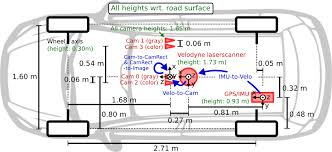 All heights wrt. road surface
All camera heights: 1.65 m
Wheel axis
(height: 0.30m)
Cam 1 (gray)
Cam 3 (color)
0.06 m
Velodyne laserscanner
(height: 1.73 m)
0.54 m
Cam-to-CamRect
& CamRect
-to-Image
x
z
Cam 0 (gray)
Cam 2 (color)
0.06 m
IMU-to-Velo
Velo-to-Cam
GPS/IMU
(height: 0.93 m)
x
z
y
1.60 m
1.68 m
0.80 m
0.27 m
0.81 m
0.05 m
0.32 m
0.48 m
2.71 m